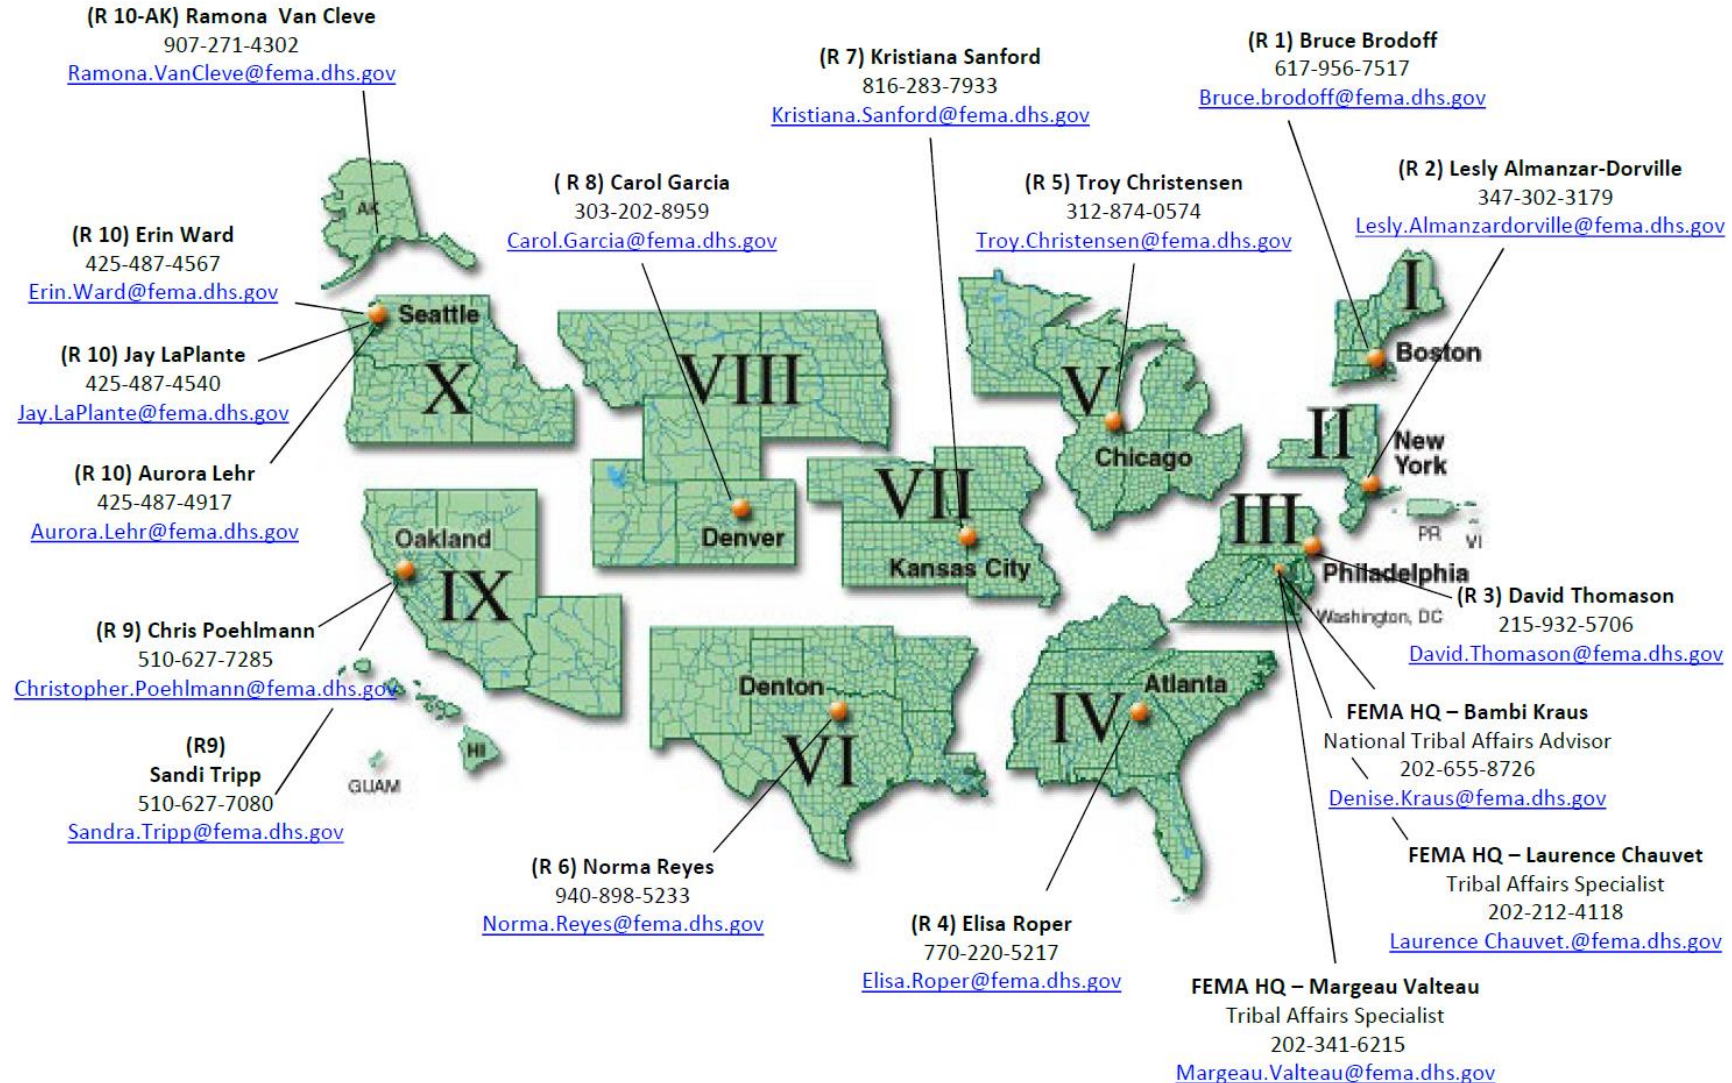 (R 10-AK) Ramona Van Cleve
907-271-4302
Ramona.VanCleve@fema.dhs.gov
(R 7) Kristiana Sanford
816-283-7933
Kristiana.Sanford@fema.dhs.gov
(R 1) Bruce Brodoff
617-956-7517
Bruce.brodoff@fema.dhs.gov
( R 8) Carol Garcia
303-202-8959
Carol.Garcia@fema.dhs.gov
(R 5) Troy Christensen
312-874-0574
Troy.Christensen@fema.dhs.gov
(R 2) Lesly Almanzar-Dorville
347-302-3179
Lesly.Almanzardorville@fema.dhs.gov
AK
(R 10) Erin Ward
425-487-4567
Erin.Ward@fema.dhs.gov
(R 10) Jay LaPlante
425-487-4540
Jay.LaPlante@fema.dhs.gov
(R 10) Aurora Lehr
425-487-4917
Aurora.Lehr@fema.dhs.gov
Seattle
X
VIII
Denver
V
Chicago
I
Boston
II
New
York
PR
VI
VII
Kansas City
III
Philadelphia
Washington, DC
Oakland
IX
(R 9) Chris Poehlmann
510-627-7285
Christopher.Poehlmann@fema.dhs.gov
(R9)
Sandi Tripp
510-627-7080
Sandra.Tripp@fema.dhs.gov
HI
GUAM
Denton
VI
Atlanta
IV
(R 3) David Thomason
215-932-5706
David.Thomason@fema.dhs.gov
FEMA HQ – Bambi Kraus
National Tribal Affairs Advisor
202-655-8726
Denise.Kraus@fema.dhs.gov
FEMA HQ – Laurence Chauvet
Tribal Affairs Specialist
202-212-4118
Laurence Chauvet.@fema.dhs.gov
(R 6) Norma Reyes
940-898-5233
Norma.Reyes@fema.dhs.gov
(R 4) Elisa Roper
770-220-5217
Elisa.Roper@fema.dhs.gov
FEMA HQ – Margeau Valteau
Tribal Affairs Specialist
202-341-6215
Margeau.Valteau@fema.dhs.gov